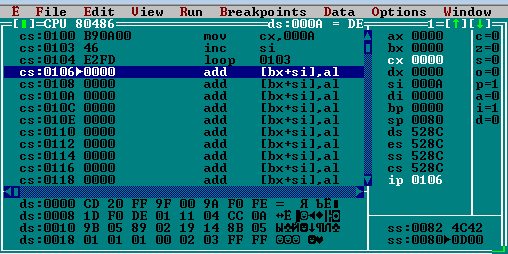 Ë File Edit View Run Breakpoints Data Options Window
CPU 80486 ds:000A = DE 1
cs:0100 B90A00 mov cx,000A
cs:0103 46 inc si
cs:0104 E2FD loop 0103
cs:0106 0000 add [bx+si],al
cs:0108 0000 add [bx+si],al
cs:010A 0000 add [bx+si],al
cs:010C 0000 add [bx+si],al
cs:010E 0000 add [bx+si],al
cs:0110 0000 add [bx+si],al
cs:0112 0000 add [bx+si],al
cs:0114 0000 add [bx+si],al
cs:0116 0000 add [bx+si],al
cs:0118 0000 add [bx+si],al
ax 0000 c=0
bx 0000 z=0
cx 0000 s=0
dx 0000 o=0
si 000A p=1
di 0000 a=0
bp 0000 i=1
sp 0080 d=0
ds 528C
es 528C
ss 528C
cs 528C
ip 0106
ds:0000 CD 20 FF 9F 00 9A F0 FE
ds:0008 1D F0 DE 01 11 04 CC 0A
ds:0010 9B 05 89 02 19 14 8B 05
ds:0018 01 01 01 00 02 03 FF FF
ss:0082 4C42
ss:0080 0D00